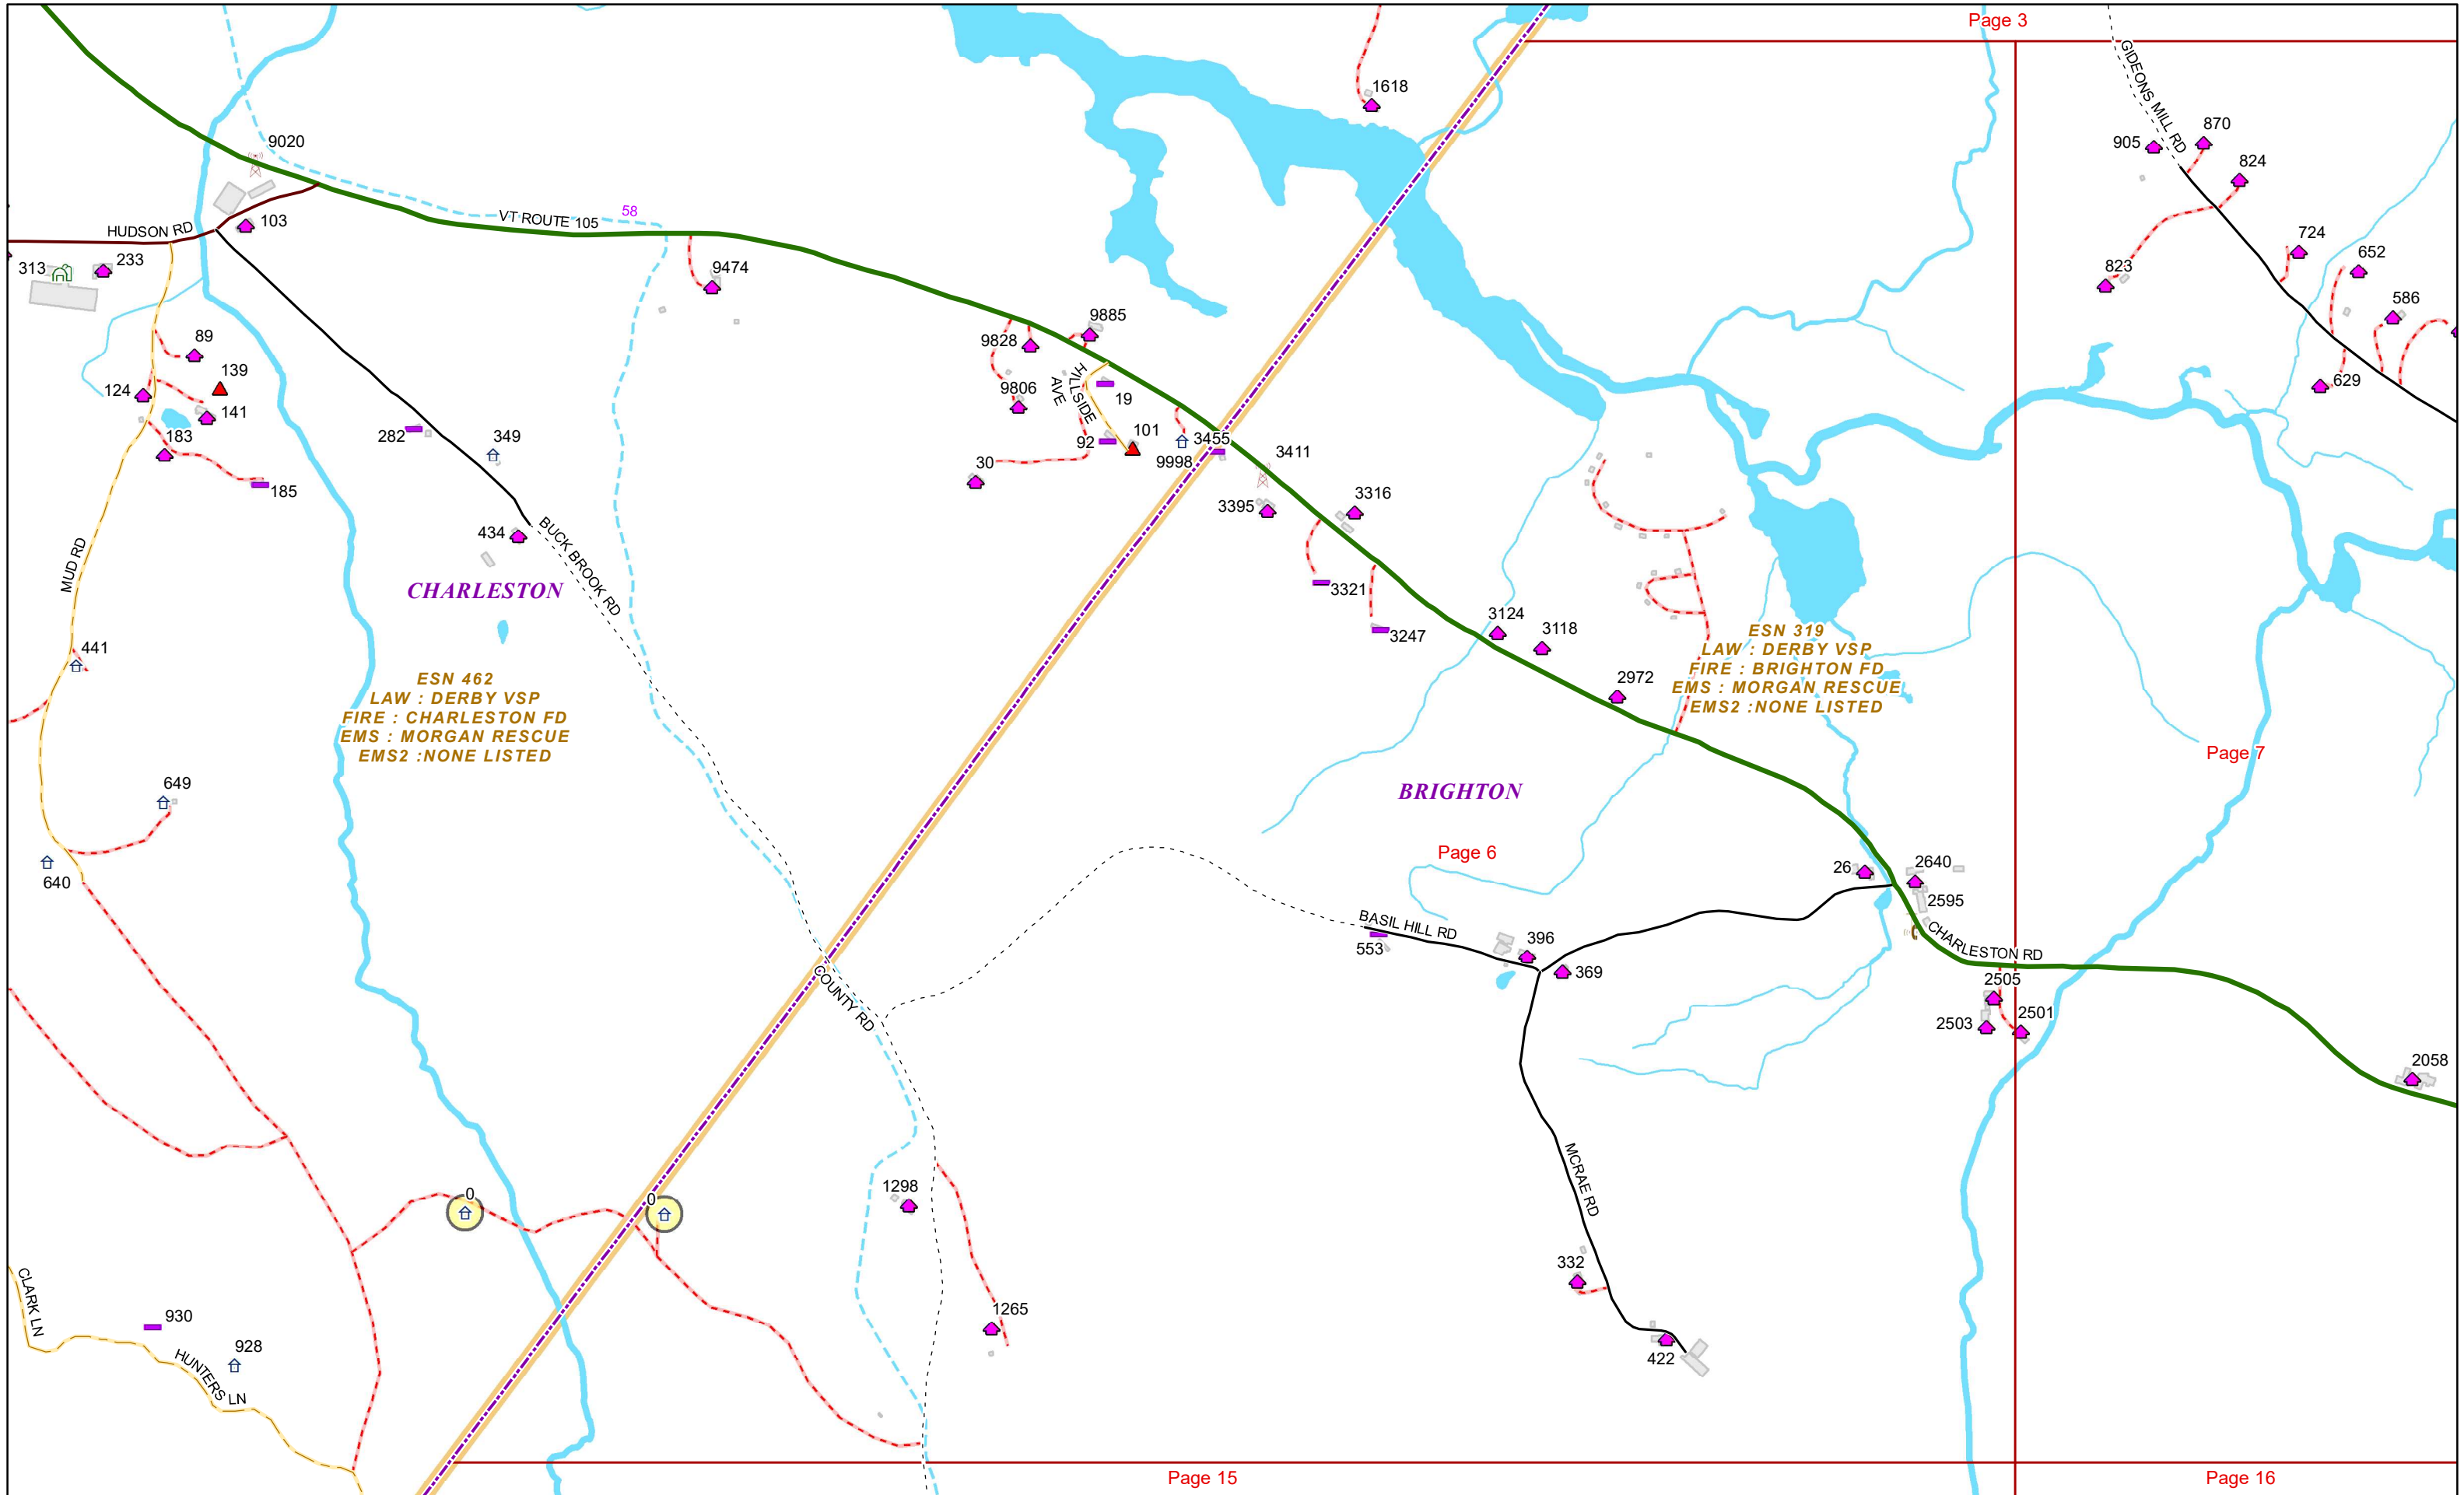 Page 3
GIDEONS MILL RD
1618
905
870
824
9020
103
HUDSON RD
VT ROUTE 105
58
313
233
9474
724
652
823
586
89
139
124
141
183
185
9885
9828
9806
HILLSIDE
AVE
19
629
282
349
92
101
3455
9998
3411
30
3395
3316
434
BUCK BROOK RD
MUD RD
CHARLESTON
3321
3247
3124
3118
441
2972
ESN 319
LAW : DERBY VSP
FIRE : BRIGHTON FD
EMS : MORGAN RESCUE
EMS2 :NONE LISTED
ESN 462
LAW : DERBY VSP
FIRE : CHARLESTON FD
EMS : MORGAN RESCUE
EMS2 :NONE LISTED
Page 7
649
BRIGHTON
640
Page 6
26
2640
2595
BASIL HILL RD
553
396
369
CHARLESTON RD
COUNTY RD
2505
2503
2501
2058
MCRAE RD
0
0
1298
332
1265
CLARK LN
930
928
HUNTERS LN
422
Page 15
Page 16